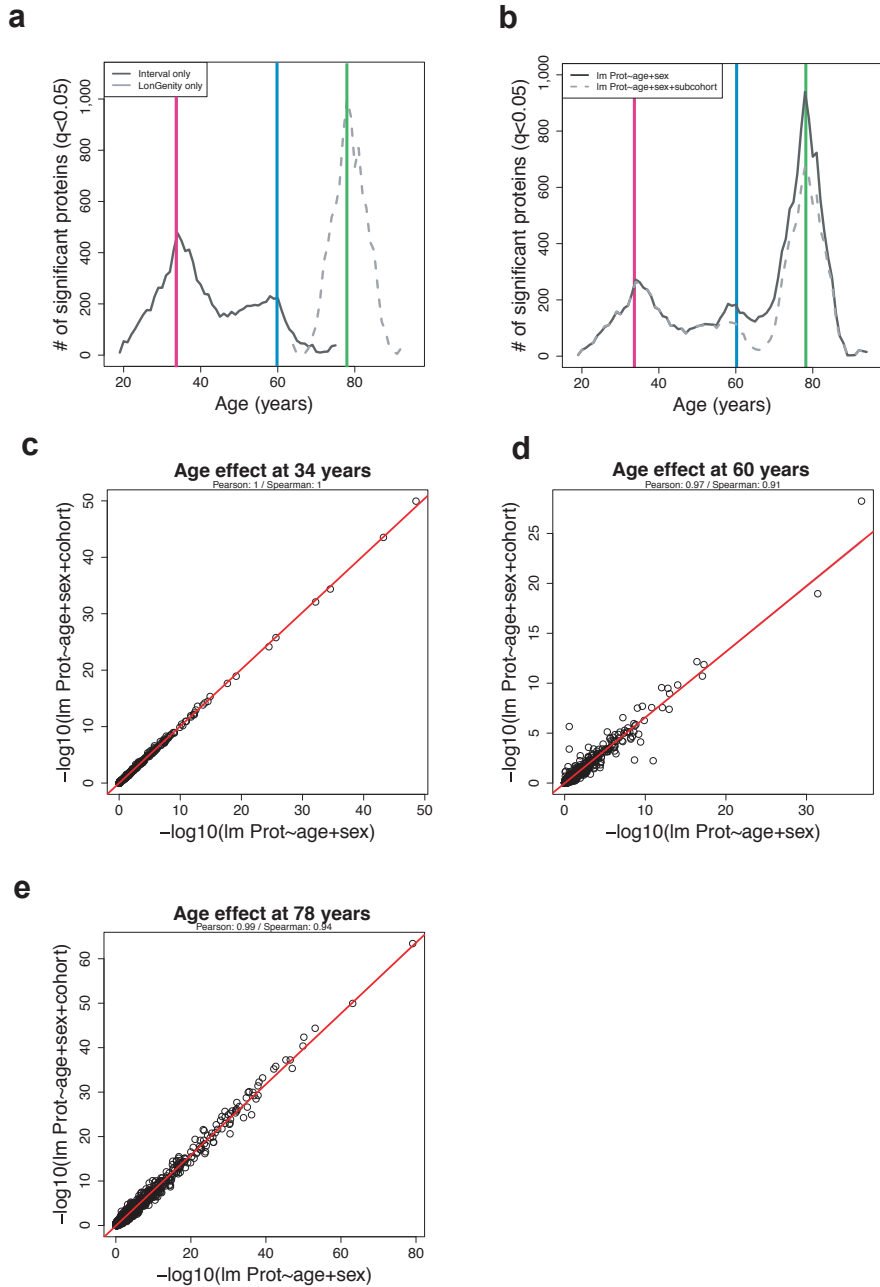 a
Interval only
LonGenity only
# of significant proteins (q<0.05)
0 200 400 600 800 1,000
20 40 60 80
Age (years)
b
lm Prot~age+sex
lm Prot~age+sex+subcohort
# of significant proteins (q<0.05)
0 200 400 600 800 1,000
20 40 60 80
Age (years)
c
Age effect at 34 years
Pearson: 1 / Spearman: 1
−log10(lm Prot~age+sex+cohort)
0 10 20 30 40 50
0 10 20 30 40 50
−log10(lm Prot~age+sex)
d
Age effect at 60 years
Pearson: 0.97 / Spearman: 0.91
−log10(lm Prot~age+sex+cohort)
0 5 10 15 20 25
0 10 20 30
−log10(lm Prot~age+sex)
e
Age effect at 78 years
Pearson: 0.99 / Spearman: 0.94
−log10(lm Prot~age+sex+cohort)
0 10 20 30 40 50 60
0 20 40 60 80
−log10(lm Prot~age+sex)